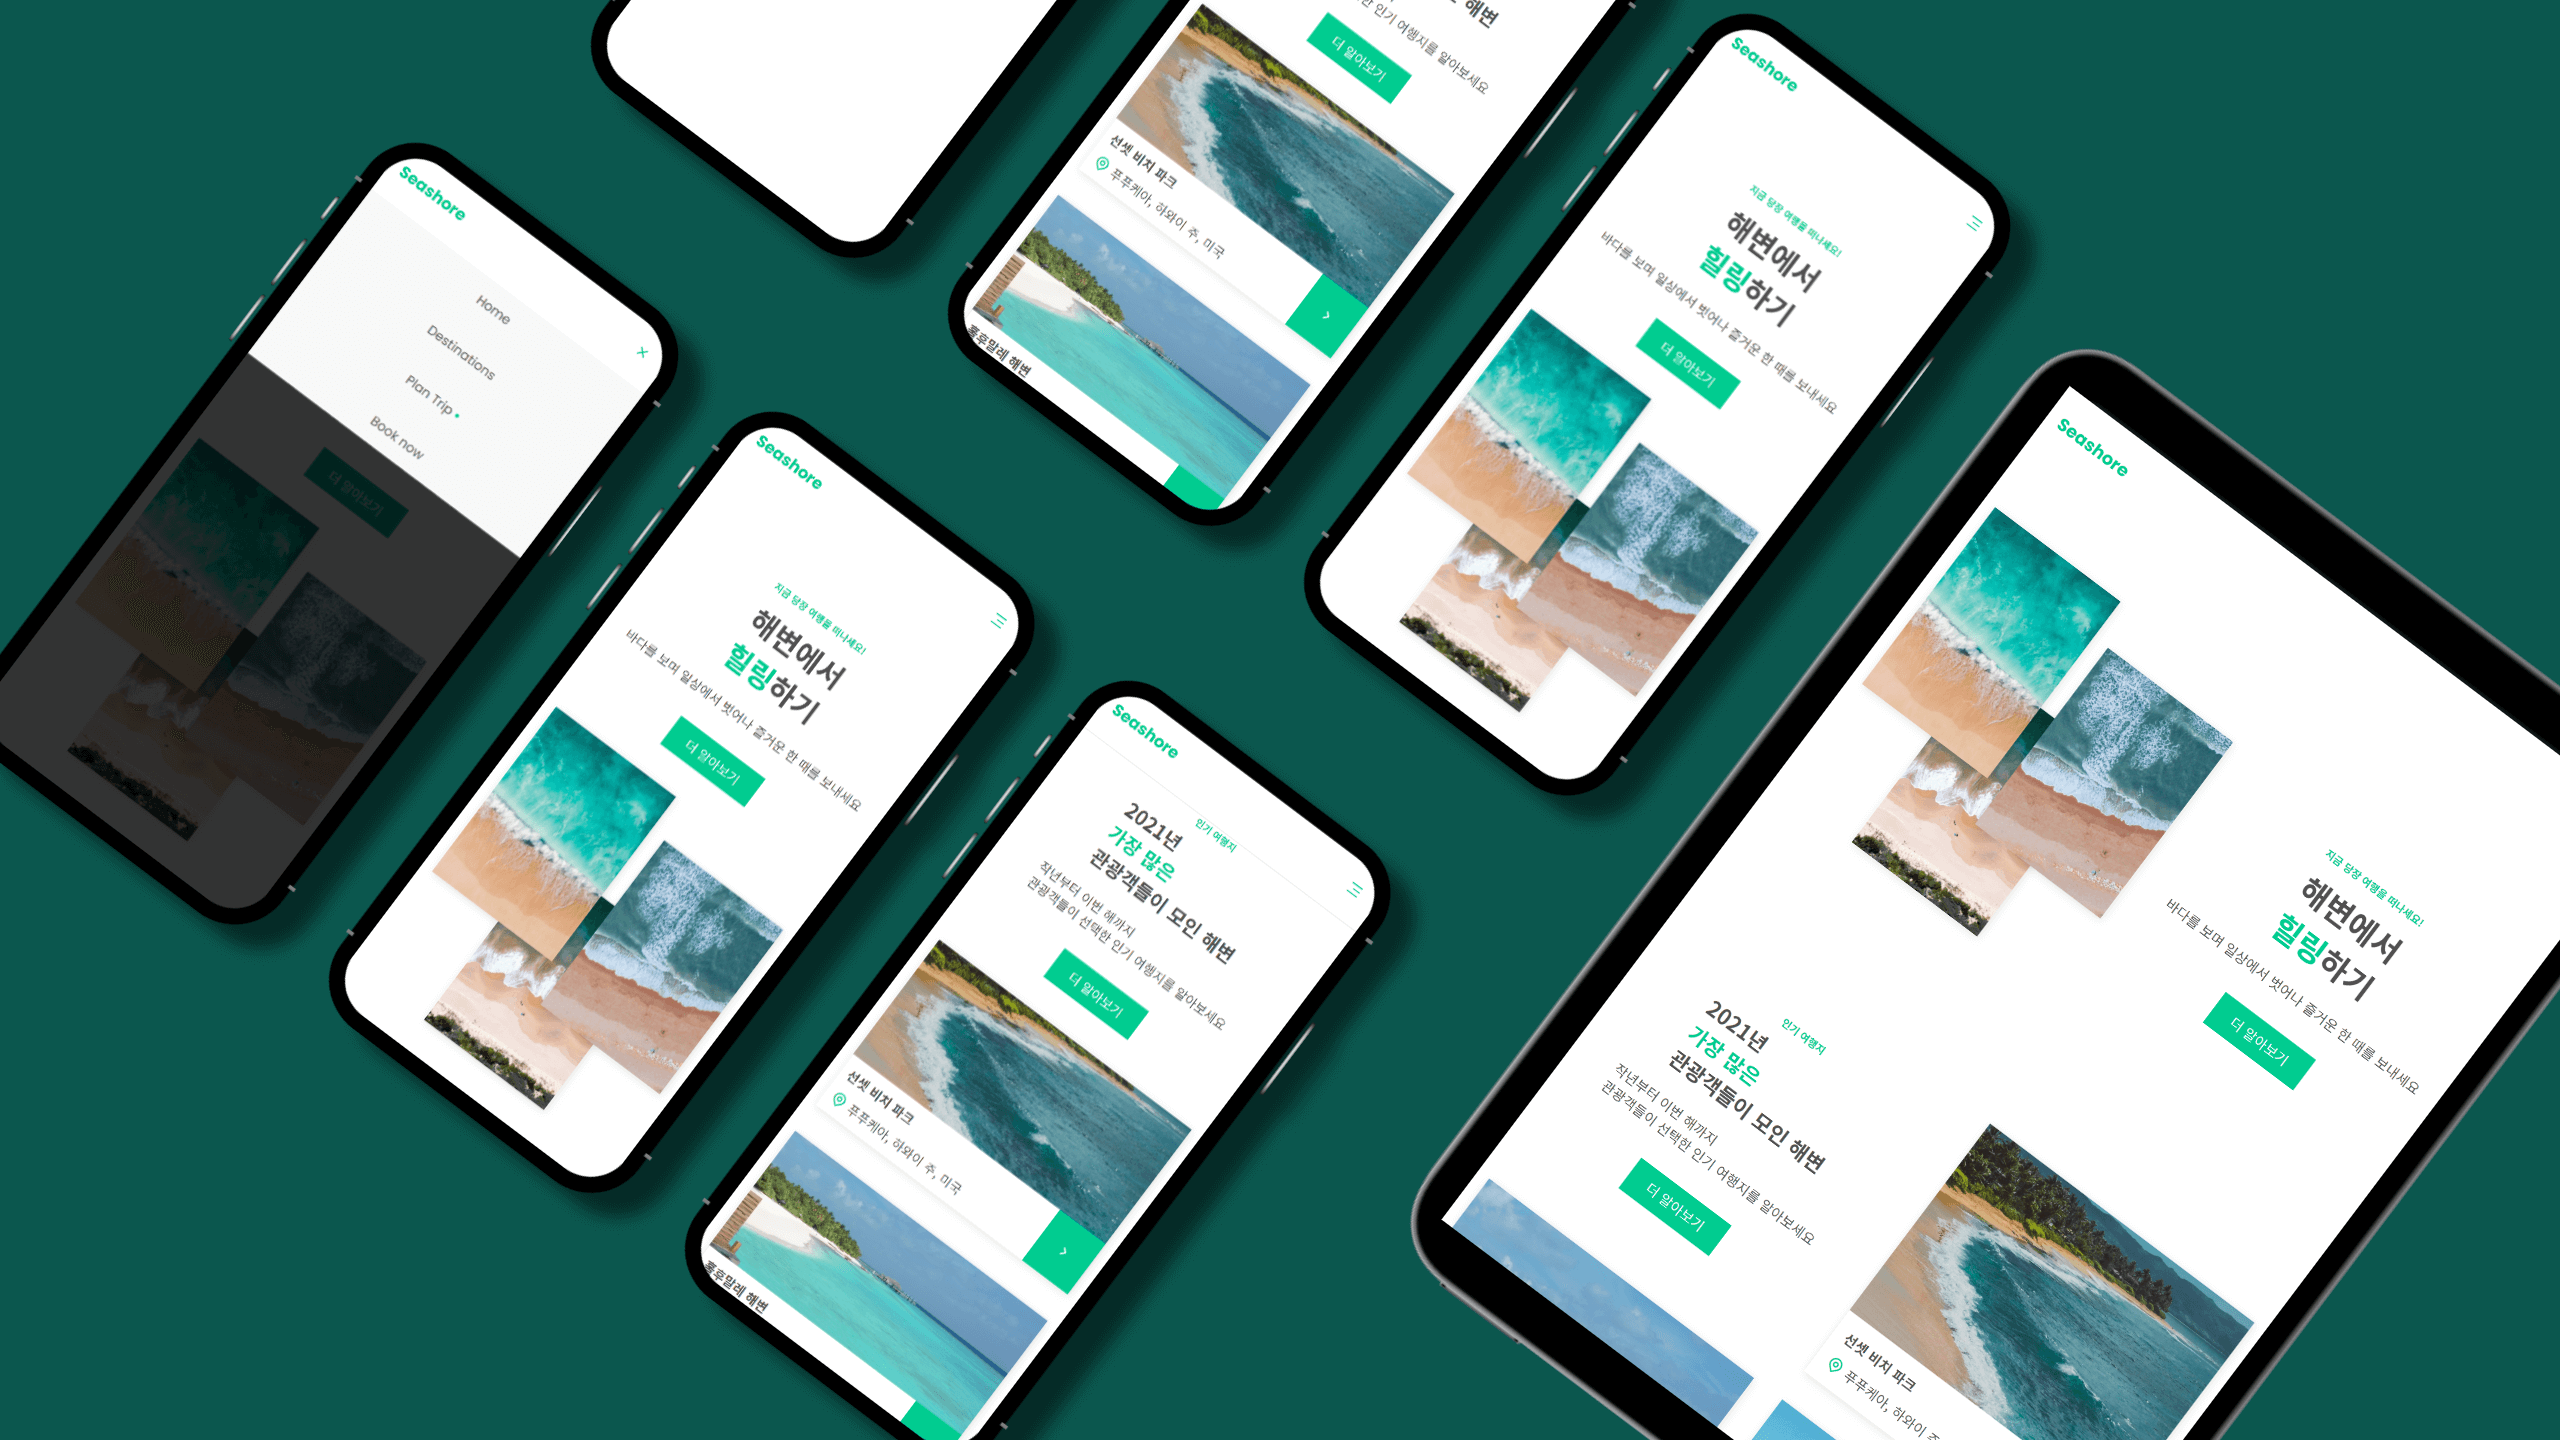 Seashore
Home
Destinations
Plan Trip
Book now
더 알아보기
Seashore
지금 당장 여행을 떠나세요!
해변에서
힐링하기
바다를 보며 일상에서 벗어나 즐거운 한 때를 보내세요
더 알아보기
Seashore
인기 여행지
2021년
가장 많은
관광객들이 모인 해변
작년부터 이번 해까지
관광객들이 선택한 인기 여행지를 알아보세요
더 알아보기
선셋 비치 파크
푸푸케아, 하와이 주, 미국
훌후말레 해변
해변
한 인기 여행지를 알아보세요
더 알아보기
선셋 비치 파크
푸푸케아, 하와이 주, 미국
훌후말레 해변
Seashore
지금 당장 여행을 떠나세요!
해변에서
힐링하기
바다를 보며 일상에서 벗어나 즐거운 한 때를 보내세요
더 알아보기
Seashore
지금 당장 여행을 떠나세요!
해변에서
힐링하기
바다를 보며 일상에서 벗어나 즐거운 한 때를 보내세요
더 알아보기
인기 여행지
2021년
가장 많은
관광객들이 모인 해변
작년부터 이번 해까지
관광객들이 선택한 인기 여행지를 알아보세요
더 알아보기
선셋 비치 파크
푸푸케아, 하와이